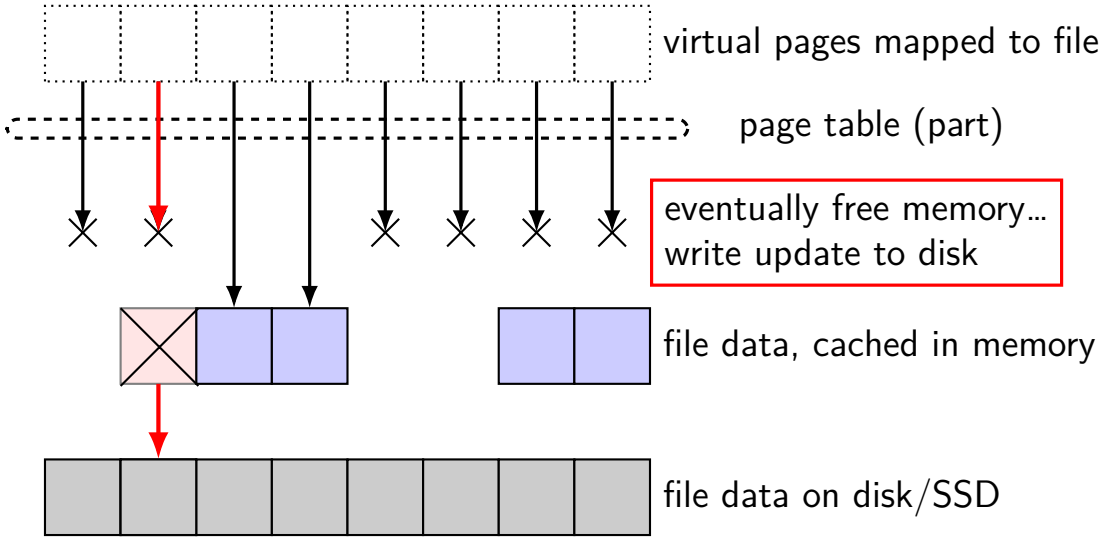 virtual pages mapped to file
page table (part)
eventually free memory…
write update to disk
file data, cached in memory
file data on disk/SSD